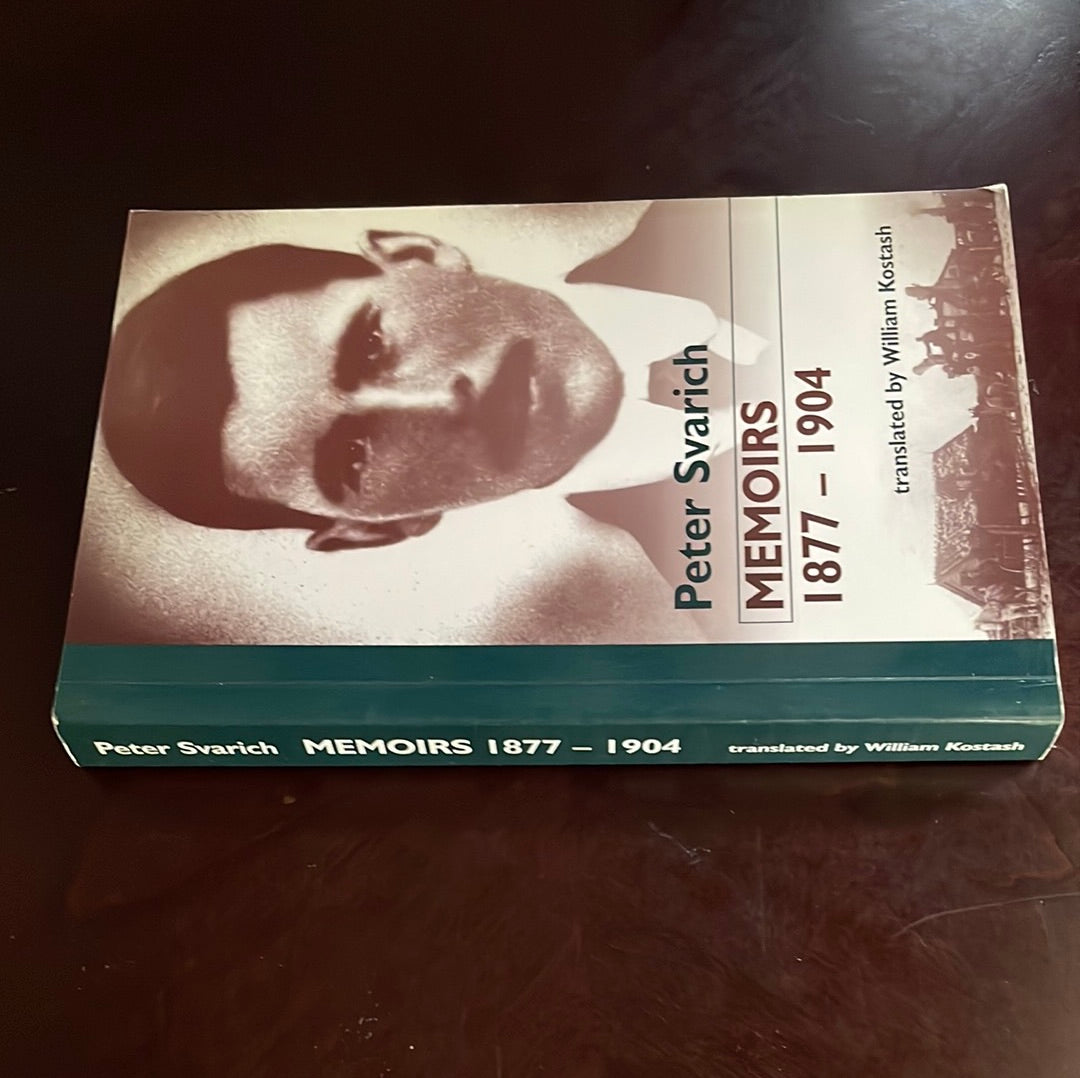 Peter Svarich
MEMOIRS
1877 – 1904
translated by William Kostash
Peter Svarich MEMOIRS 1877 – 1904 translated by William Kostash